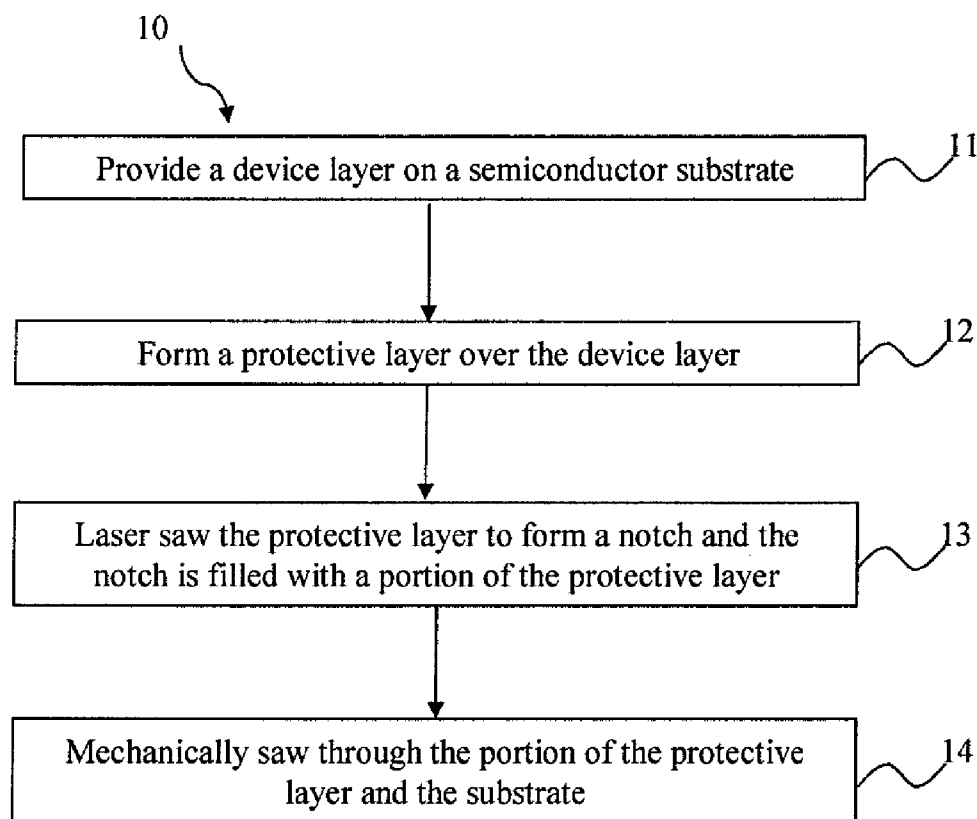 10
11
Provide a device layer on a semiconductor substrate
12
Form a protective layer over the device layer
Laser saw the protective layer to form a notch and the
13
notch is filled with a portion of the protective layer
Mechanically saw through the portion of the protective
14
layer and the substrate